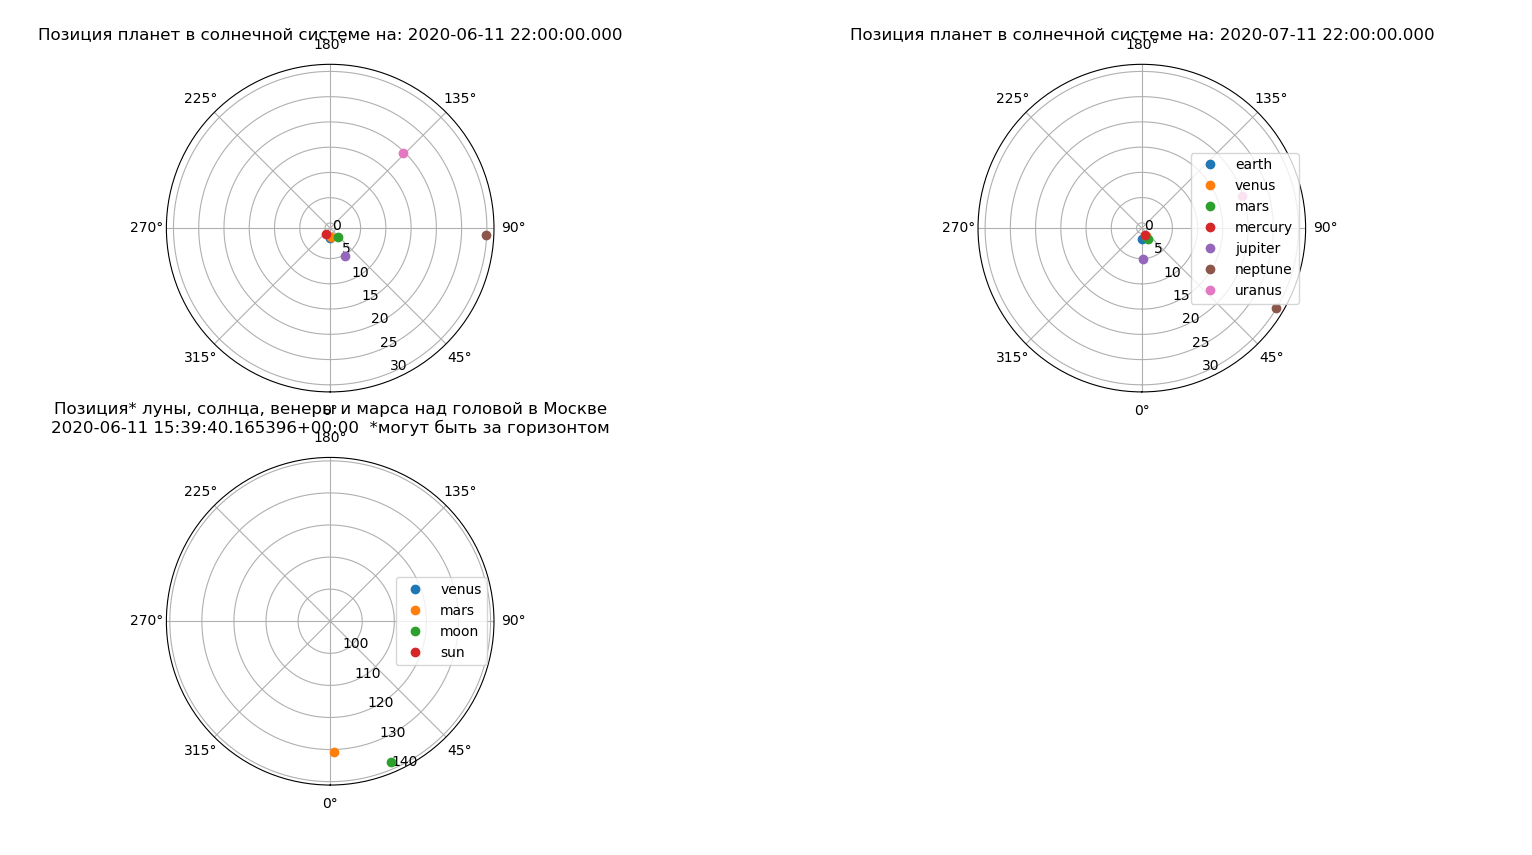 Позиция планет в солнечной системе на: 2020-06-11 22:00:00.000
180°
225°
135°
270°
90°
315°
45°
0°
0
5
10
15
20
25
30
Позиция планет в солнечной системе на: 2020-07-11 22:00:00.000
180°
225°
135°
270°
90°
315°
45°
0°
0
5
10
15
20
25
30
earth
venus
mars
mercury
jupiter
neptune
uranus
Позиция* луны, солнца, венеры и марса над головой в Москве
2020-06-11 15:39:40.165396+00:00 *могут быть за горизонтом
180°
225°
135°
270°
90°
315°
45°
0°
100
110
120
130
140
venus
mars
moon
sun